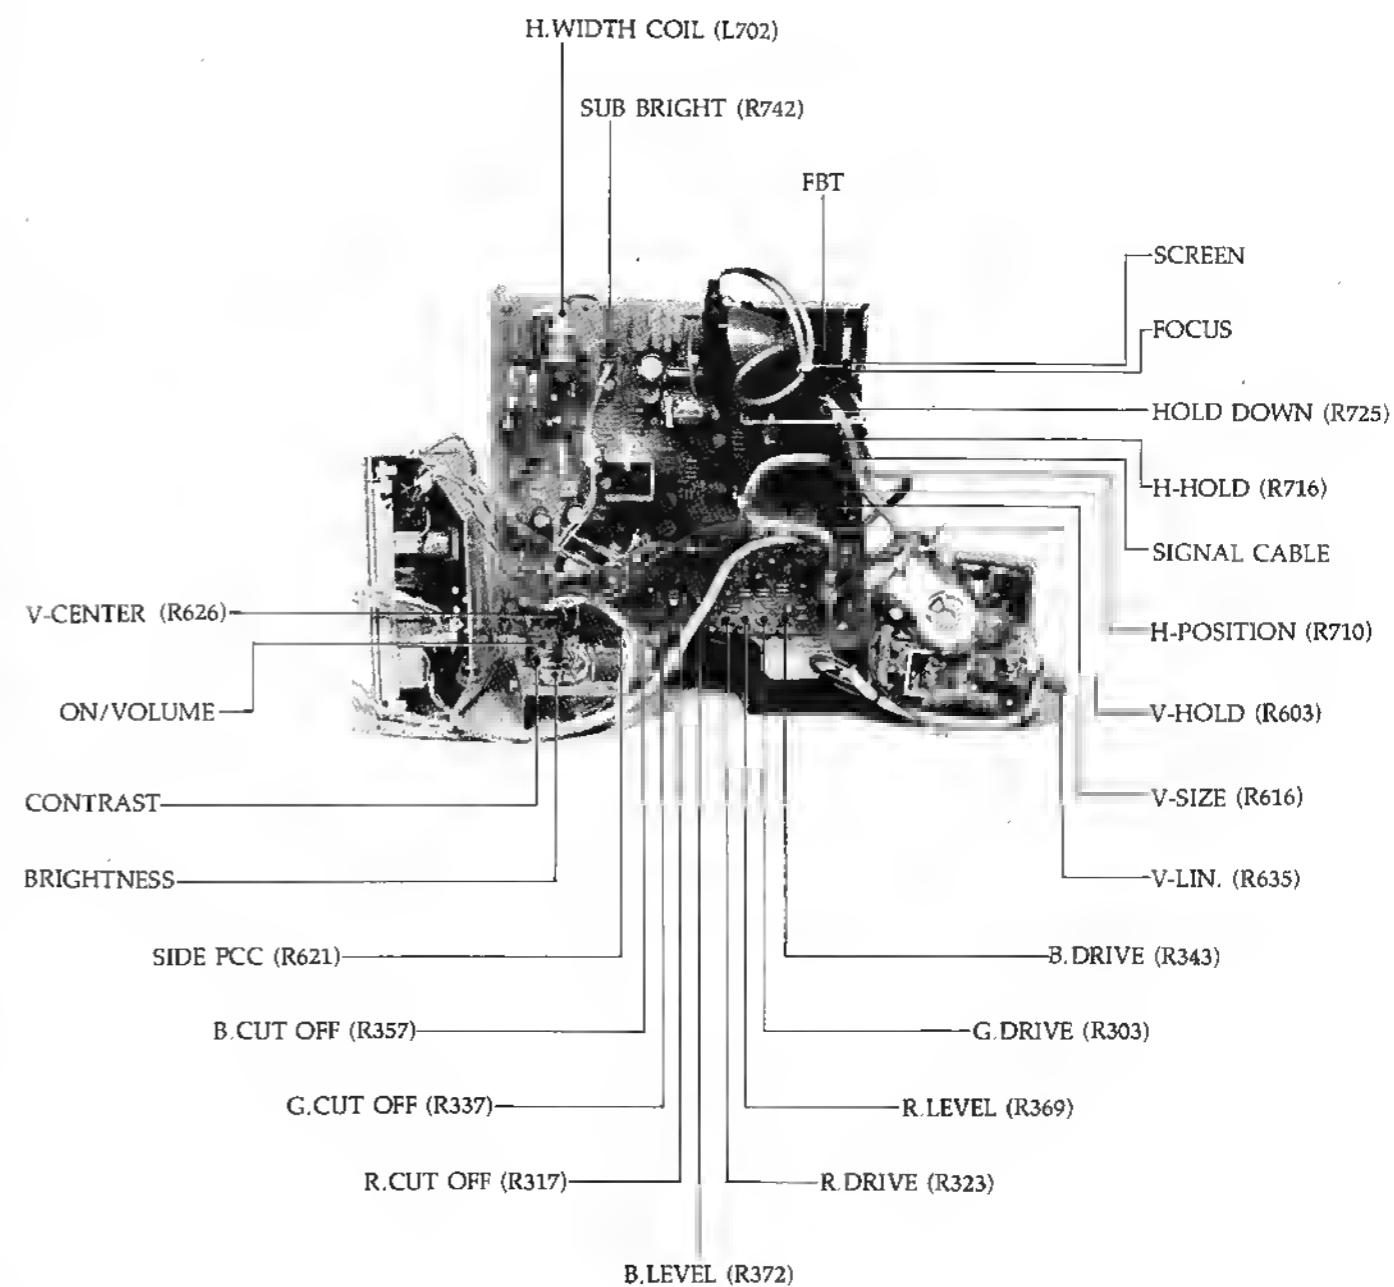 H.WIDTH COIL (L702)
SUB BRIGHT (R742)
FBT
SCREEN
FOCUS
HOLD DOWN (R725)
H-HOLD (R716)
SIGNAL CABLE
V-CENTER (R626)
H-POSITION (R710)
ON/VOLUME
V-HOLD (R603)
CONTRAST
V-SIZE (R616)
BRIGHTNESS
V-LIN. (R635)
SIDE PCC (R621)
B.DRIVE (R343)
B.CUT OFF (R357)
G.DRIVE (R303)
G.CUT OFF (R337)
R.LEVEL (R369)
R.CUT OFF (R317)
R.DRIVE (R323)
B.LEVEL (R372)